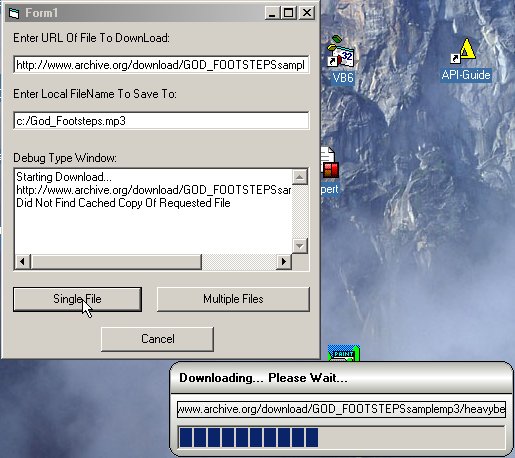 Form1
Enter URL Of File To DownLoad:
http://www.archive.org/download/GOD_FOOTSTEPSsampl
Enter Local FileName To Save To:
c:/God_Footsteps.mp3
Debug Type Window:
Starting Download...
http://www.archive.org/download/GOD_FOOTSTEPSsar
Did Not Find Cached Copy Of Requested File
Single File
Multiple Files
Cancel
VB6
API-Guide
pert
PAINT
Downloading... Please Wait...
www.archive.org/download/GOD_FOOTSTEPSsamplemp3/heavybe